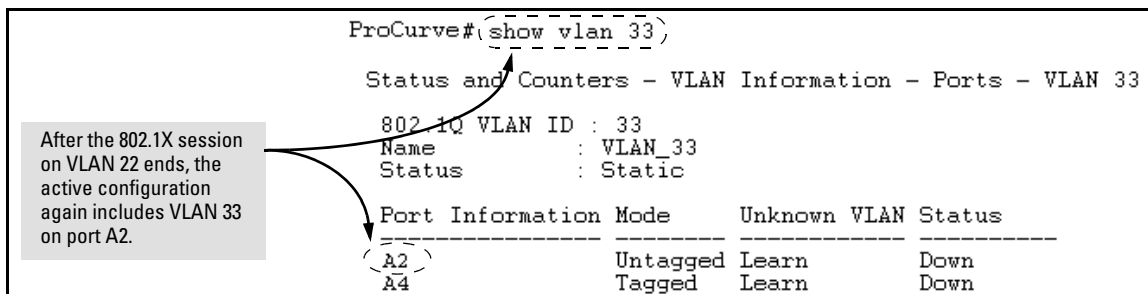 ProCurve# show vlan 33
Status and Counters - VLAN Information - Ports - VLAN 33
802.1Q VLAN ID : 33
Name : VLAN_33
Status : Static
After the 802.1X session
on VLAN 22 ends, the
active configuration
again includes VLAN 33
on port A2.
Port Information Mode Unknown VLAN Status
---------------- -------- ------------ ----------
A2 Untagged Learn Down
A4 Tagged Learn Down